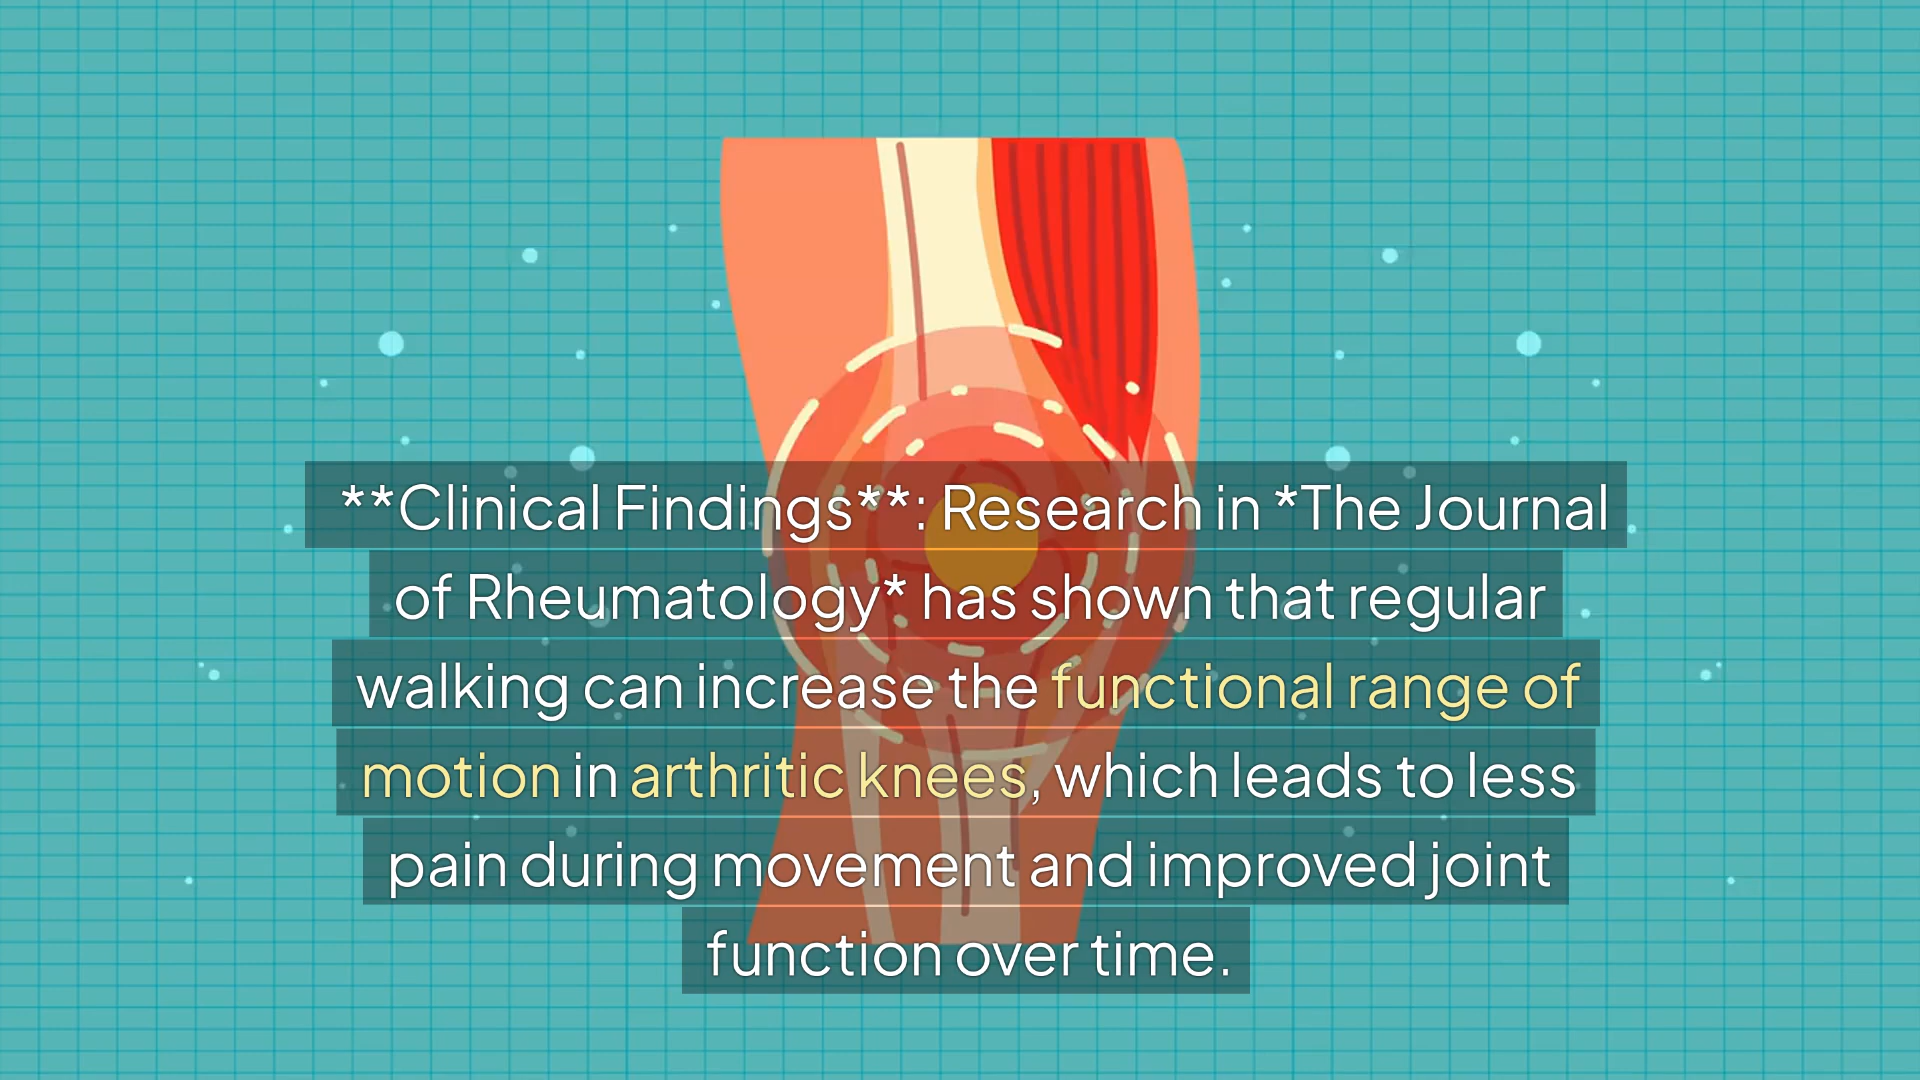 **Clinical Findings**: Research in *The Journal
of Rheumatology* has shown that regular
walking can increase the functional range of
motion in arthritic knees, which leads to less
pain during movement and improved joint
function over time.